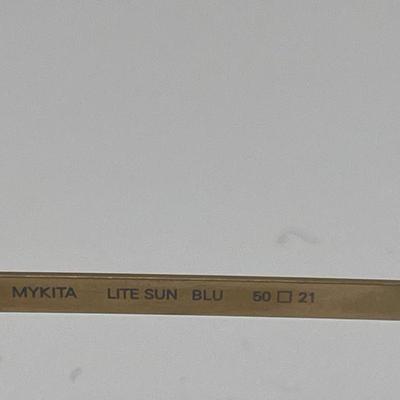 MYKITA LITE SUN BLU 50 □ 21